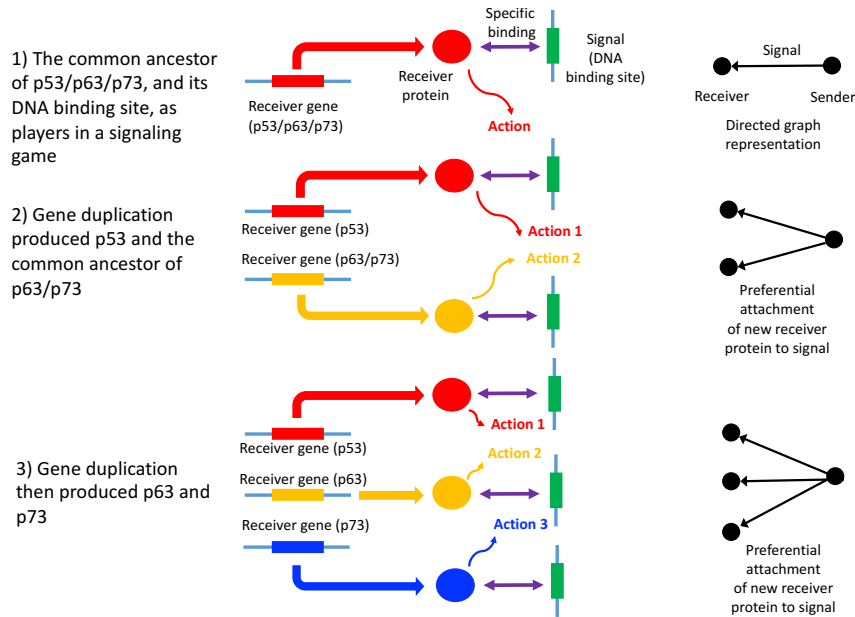 1) The common ancestor
of p53/p63/p73, and its
DNA binding site, as
players in a signaling
game
Receiver gene
(p53/p63/p73)
Receiver
protein
Specific
binding
Signal
(DNA
binding site)
Action
Signal
Receiver
Sender
Directed graph
representation
2) Gene duplication
produced p53 and the
common ancestor of
p63/p73
Receiver gene (p53)
Receiver gene (p63/p73)
Action 1
Action 2
Preferential
attachment
of new receiver
protein to signal
3) Gene duplication
then produced p63 and
p73
Receiver gene (p53)
Receiver gene (p63)
Receiver gene (p73)
Action 1
Action 2
Action 3
Preferential
attachment
of new receiver
protein to signal